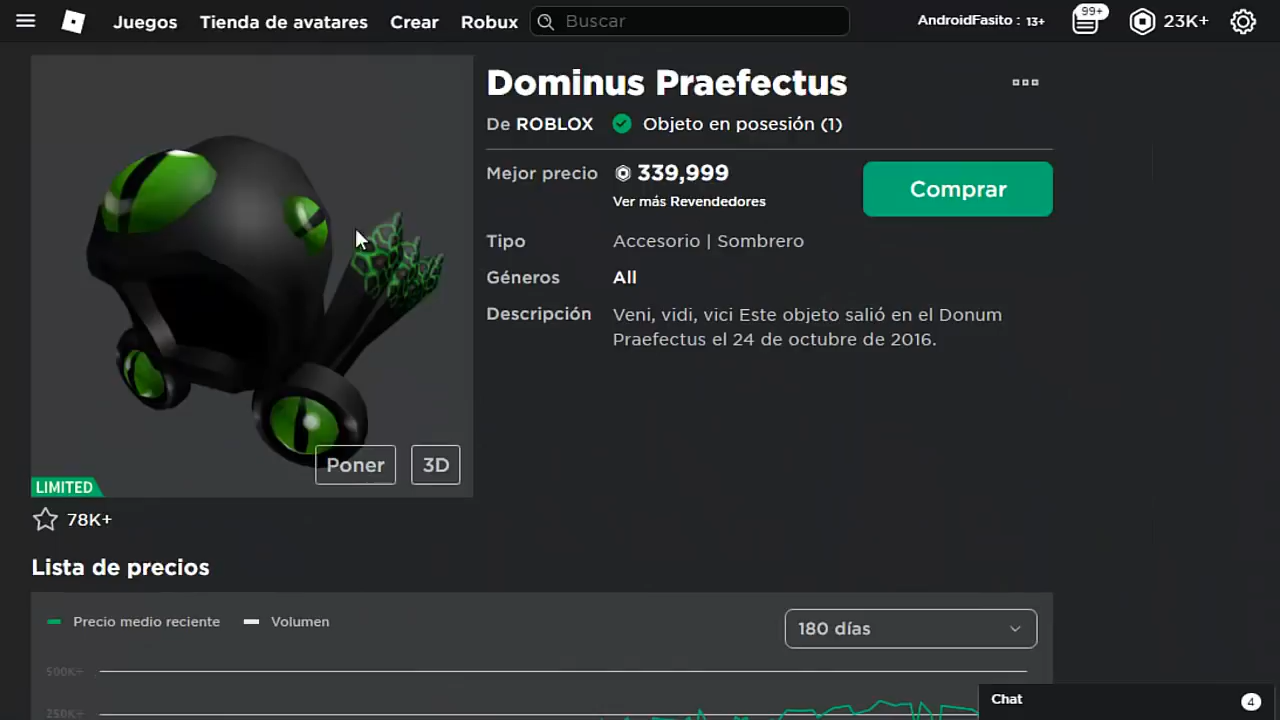 Juegos Tienda de avatares Crear Robux Buscar AndroidFasito : 13+ 99+ 23K+
Dominus Praefectus
De ROBLOX Objeto en posesión (1)
Mejor precio 339,999
Comprar
Ver más Revendedores
Tipo Accesorio | Sombrero
Géneros All
Descripción Veni, vidi, vici Este objeto salió en el Donum
Praefectus el 24 de octubre de 2016.
Poner 3D
LIMITED
78K+
Lista de precios
Precio medio reciente Volumen 180 días
500K+
250K+
Chat 4